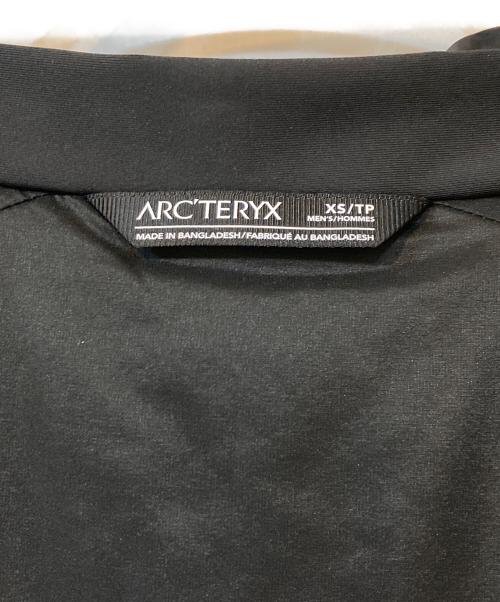 ARC'TERYX
XS/TP
MEN'S/HOMMES
MADE IN BANGLADESH/FABRIQUÉ AU BANGLADESH